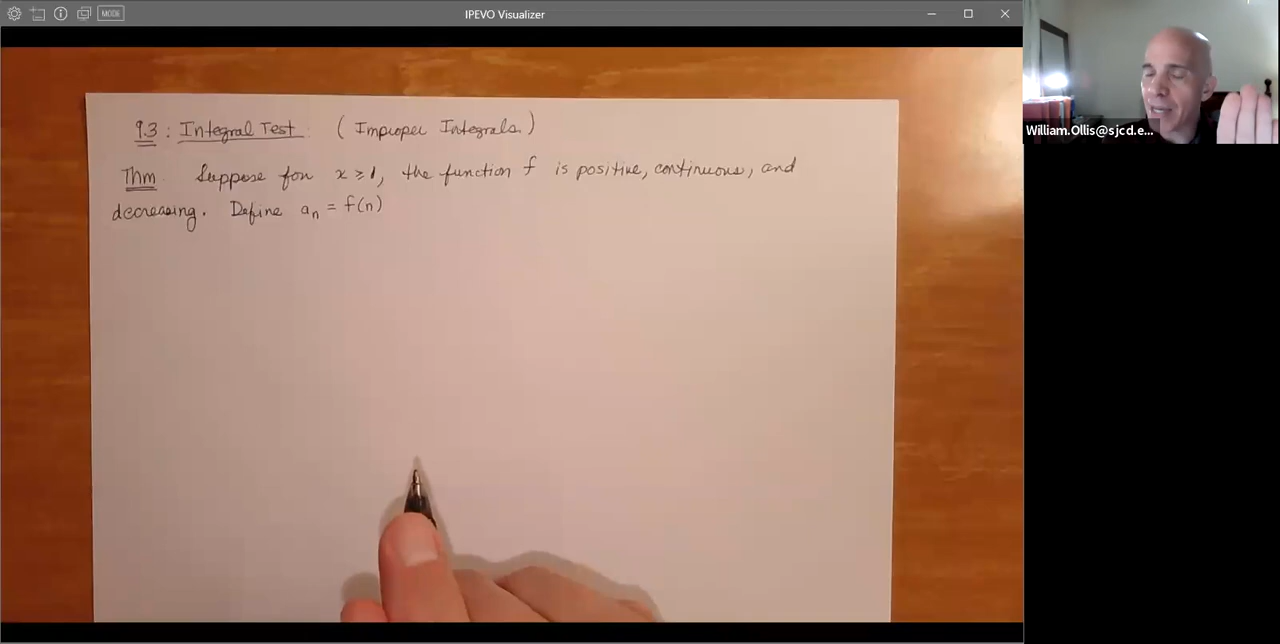 MODE
IPEVO Visualizer
William.Ollis@sjcd.e...
9.3 : Integral Test (Improper Integrals)
Thm Suppose for x ≥ 1, the function f is positive, continuous, and
decreasing. Define aₙ = f(n)